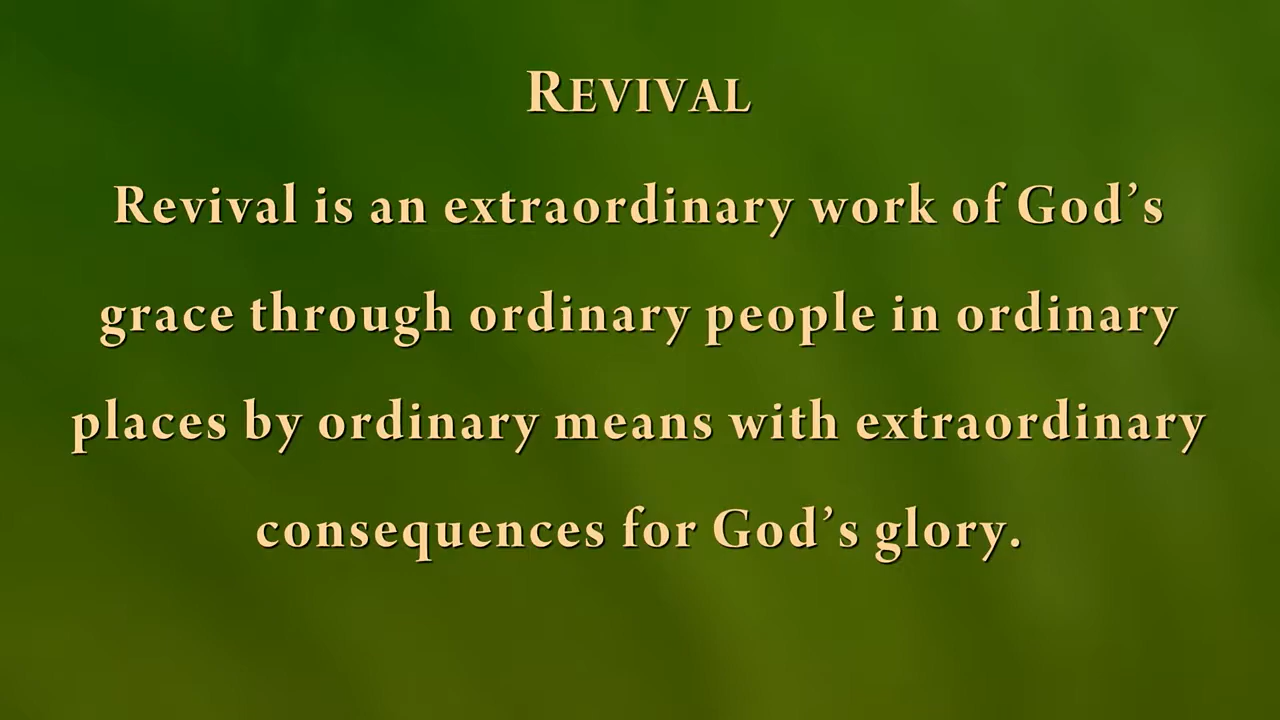 Revival
Revival is an extraordinary work of God’s
grace through ordinary people in ordinary
places by ordinary means with extraordinary
consequences for God’s glory.